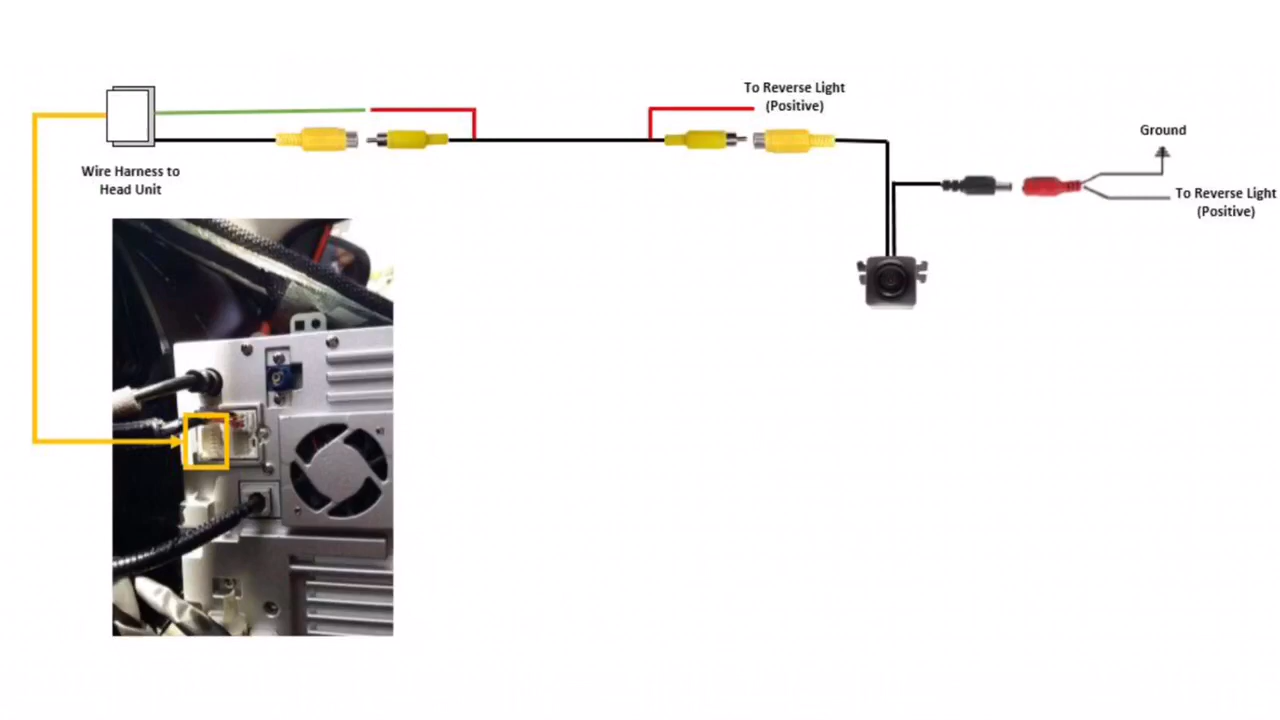 To Reverse Light
(Positive)
Ground
Wire Harness to
Head Unit
To Reverse Light
(Positive)